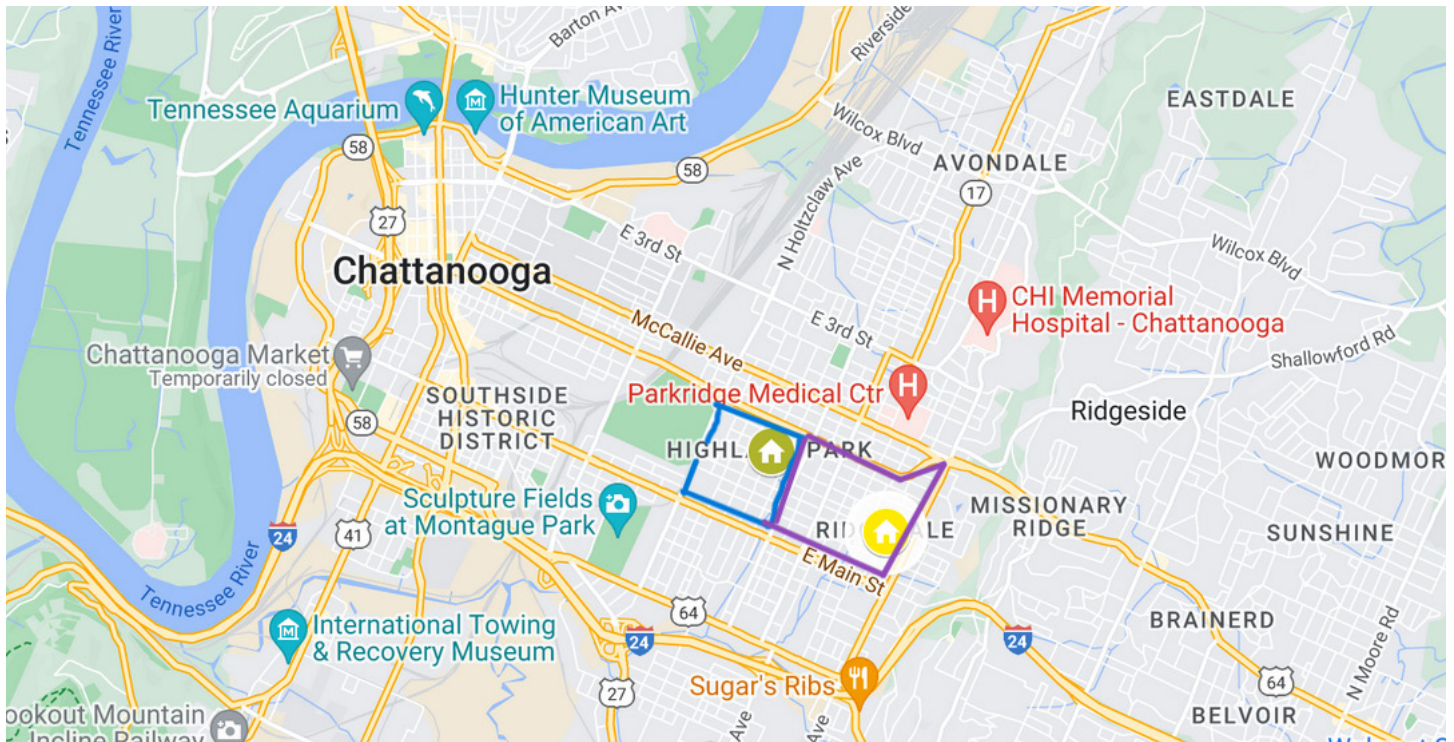 Tennessee River
Barton Av
Riverside
Tennessee Aquarium
Hunter Museum
of American Art
EASTDALE
Wilcox Blvd
58
AVONDALE
58
N Holtzclaw Ave
17
27
E 3rd St
Wilcox Blvd
Chattanooga
CHI Memorial
Hospital - Chattanooga
H
McCallie Ave
E 3rd St
Shallowford Rd
Chattanooga Market
Temporarily closed
Parkridge Medical Ctr
H
SOUTHSIDE
HISTORIC
DISTRICT
58
Ridgeside
HIGHL
PARK
WOODMOR
Sculpture Fields
at Montague Park
MISSIONARY
RIDGE
RID
ALE
SUNSHINE
24
41
E Main St
Tennessee River
64
BRAINERD
International Towing
& Recovery Museum
24
24
N Moore Rd
27
Sugar's Ribs
64
ookout Mountain
Incline Railway
Ave
Ave
BELVOIR